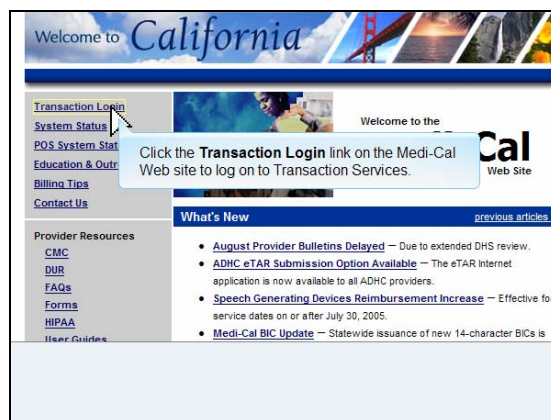 Welcome to California
Transaction Login
System Status
POS System Stat
Education & Outr
Billing Tips
Contact Us
Provider Resources
CMC
DUR
FAQs
Forms
HIPAA
User Guides
Click the Transaction Login link on the Medi-Cal
Web site to log on to Transaction Services.
Welcome to the
Cal
Web Site
What's New
previous articles
August Provider Bulletins Delayed — Due to extended DHS review.
ADHC eTAR Submission Option Available — The eTAR Internet
application is now available to all ADHC providers.
Speech Generating Devices Reimbursement Increase — Effective fo
service dates on or after July 30, 2005.
Medi-Cal BIC Update — Statewide issuance of new 14-character BICs is